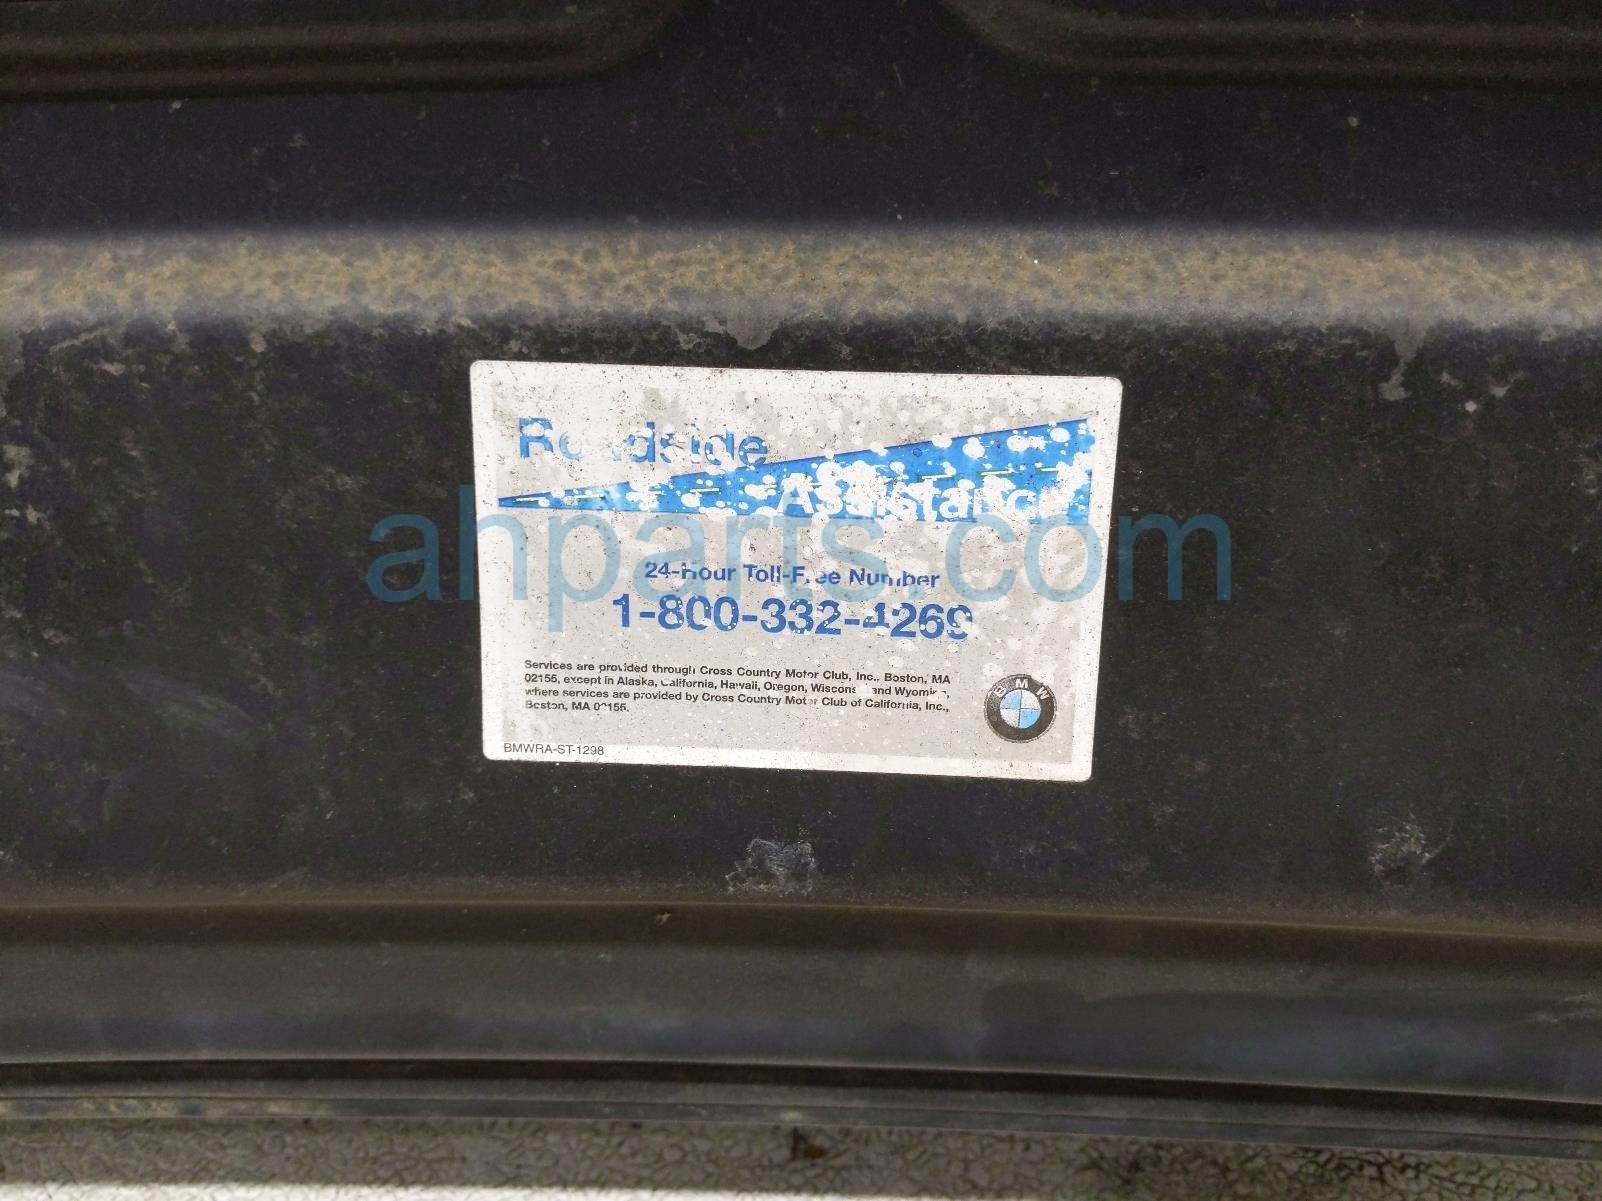 Roadside
Assistance
24-Hour Toll-Free Number
1-800-332-4269
Services are provided through Cross Country Motor Club, Inc., Boston, MA
02155, except in Alaska, California, Hawaii, Oregon, Wisconsin and Wyoming,
where services are provided by Cross Country Motor Club of California, Inc.,
Boston, MA 02155.
BMW
BMWRA-ST-1298
ahparts.com